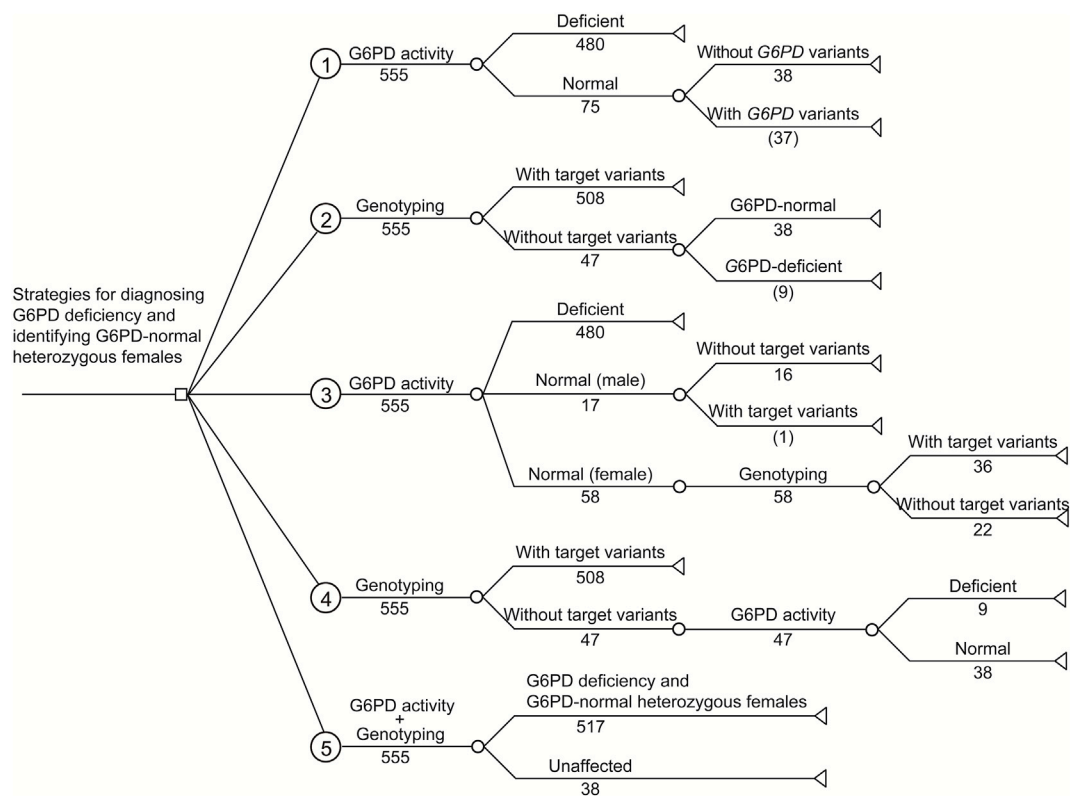 Strategies for diagnosing
G6PD deficiency and
identifying G6PD-normal
heterozygous females
1
G6PD activity
555
Deficient
480
Normal
75
Without G6PD variants
38
With G6PD variants
(37)
2
Genotyping
555
With target variants
508
Without target variants
47
G6PD-normal
38
G6PD-deficient
(9)
3
G6PD activity
555
Deficient
480
Normal (male)
17
Without target variants
16
With target variants
(1)
Normal (female)
58
Genotyping
58
With target variants
36
Without target variants
22
4
Genotyping
555
With target variants
508
Without target variants
47
G6PD activity
47
Deficient
9
Normal
38
5
G6PD activity
+
Genotyping
555
G6PD deficiency and
G6PD-normal heterozygous females
517
Unaffected
38